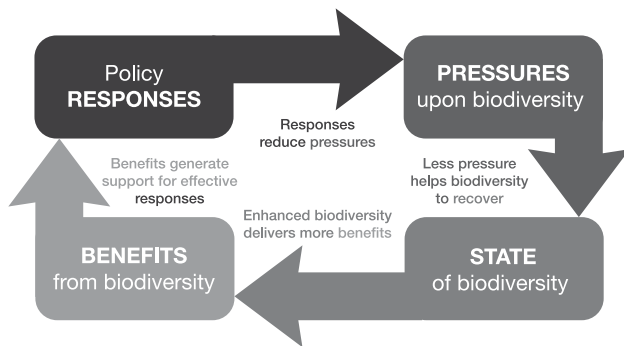 Policy
RESPONSES
PRESSURES
upon biodiversity
Responses
reduce pressures
Benefits generate
support for effective
responses
Less pressure
helps biodiversity
to recover
Enhanced biodiversity
delivers more benefits
BENEFITS
from biodiversity
STATE
of biodiversity